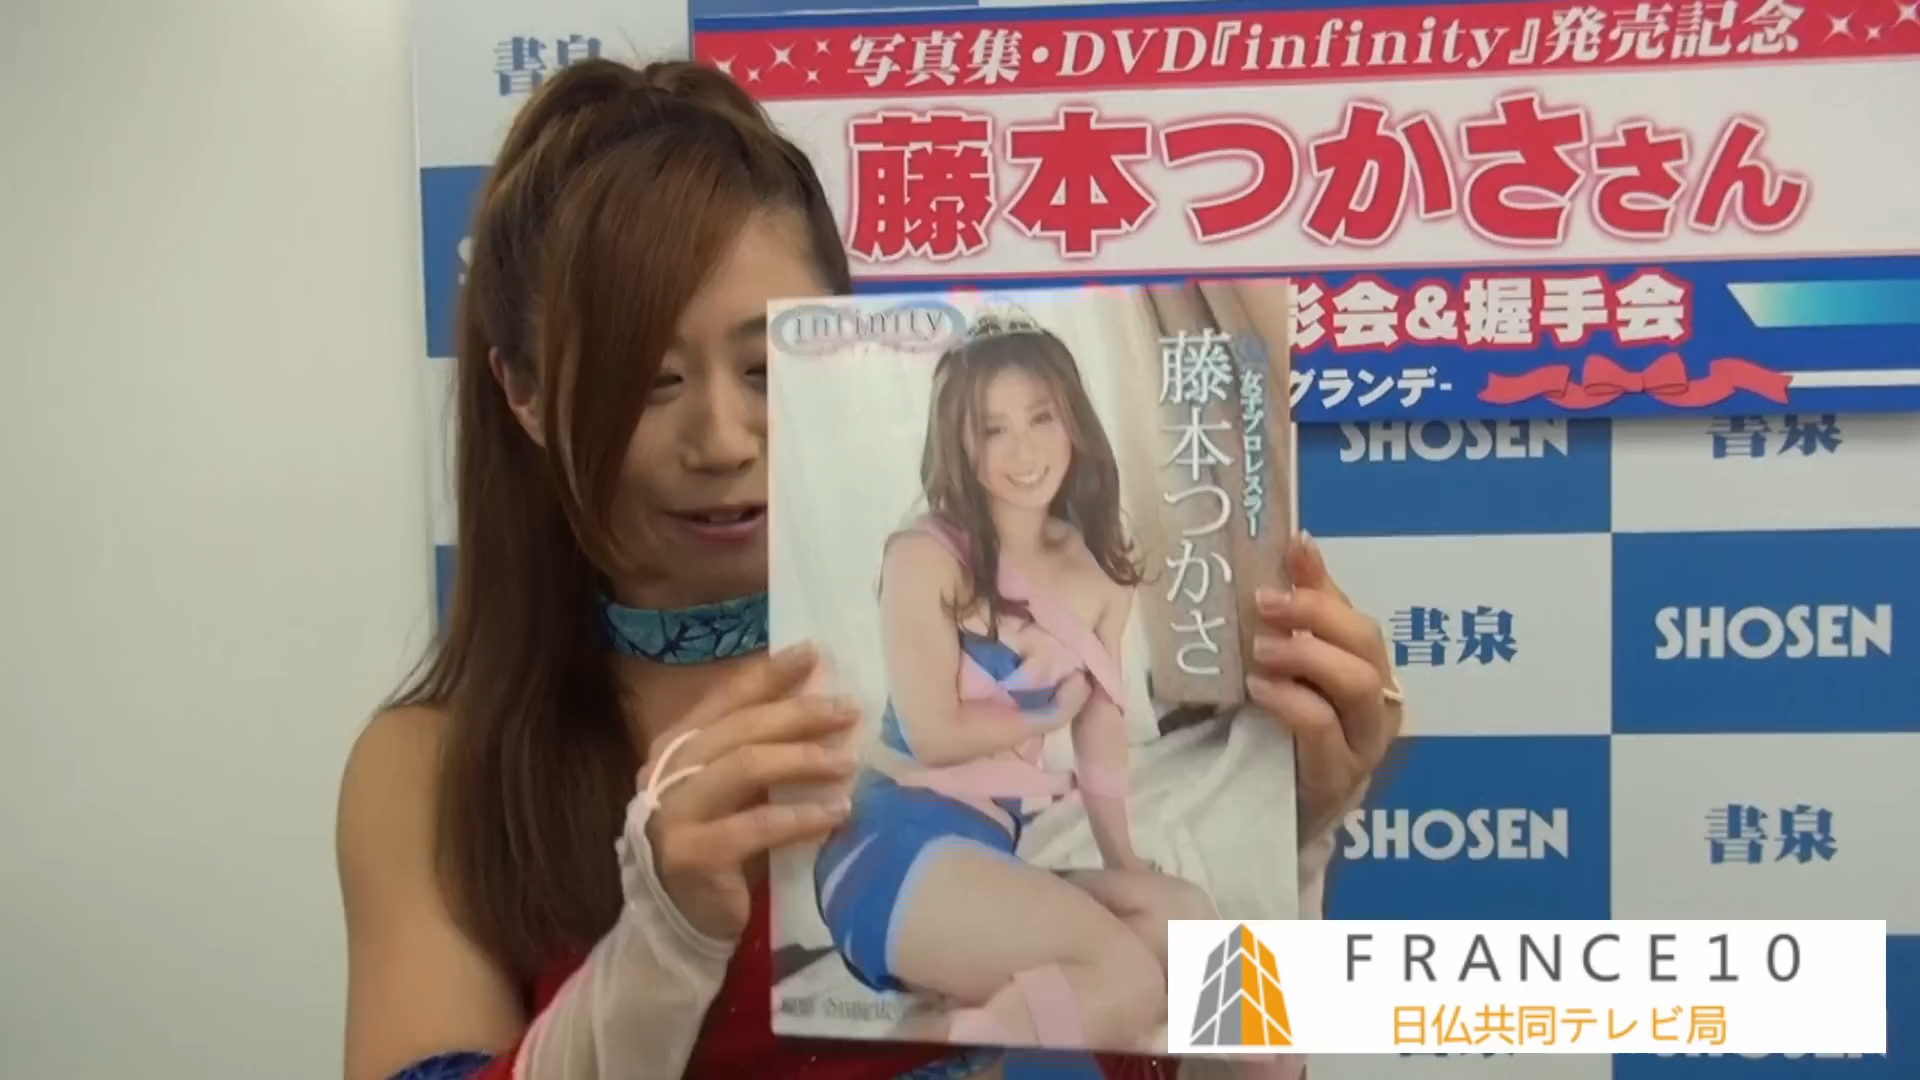 書泉
写真集・DVD『infinity』発売記念
藤本つかささん
影会&握手会
グランデ-
infinity
女子プロレスラー
藤本つかさ
SHOSEN
書泉
書泉
SHOSEN
SHOSEN
書泉
FRANCE10
日仏共同テレビ局
SHOSEN